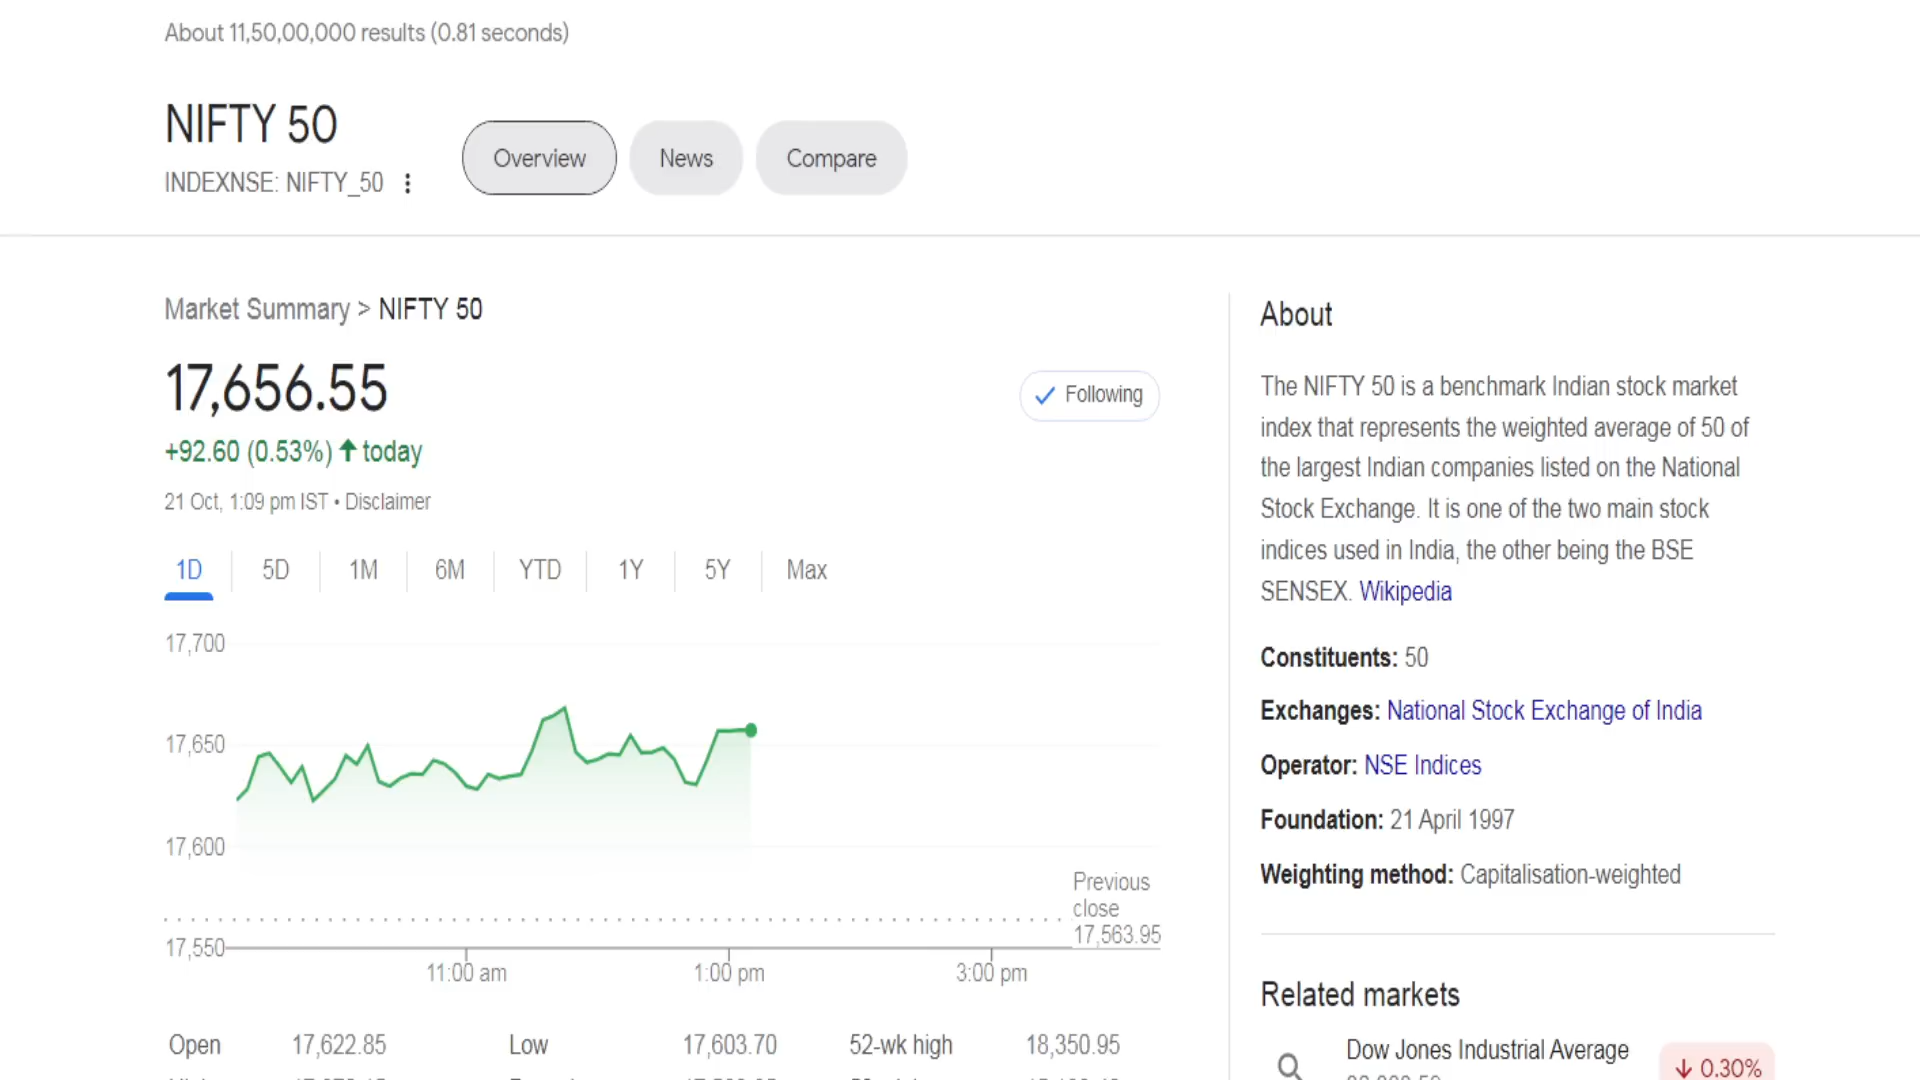 About 11,50,00,000 results (0.81 seconds)
NIFTY 50
INDEXNSE: NIFTY_50
Overview
News
Compare
Market Summary > NIFTY 50
17,656.55
+92.60 (0.53%) today
21 Oct, 1:09 pm IST • Disclaimer
Following
1D 5D 1M 6M YTD 1Y 5Y Max
17,700
17,650
17,600
17,550
Previous
close
17,563.95
11:00 am 1:00 pm 3:00 pm
Open 17,622.85 Low 17,603.70 52-wk high 18,350.95
About
The NIFTY 50 is a benchmark Indian stock market
index that represents the weighted average of 50 of
the largest Indian companies listed on the National
Stock Exchange. It is one of the two main stock
indices used in India, the other being the BSE
SENSEX. Wikipedia
Constituents: 50
Exchanges: National Stock Exchange of India
Operator: NSE Indices
Foundation: 21 April 1997
Weighting method: Capitalisation-weighted
Related markets
Dow Jones Industrial Average
0.30%